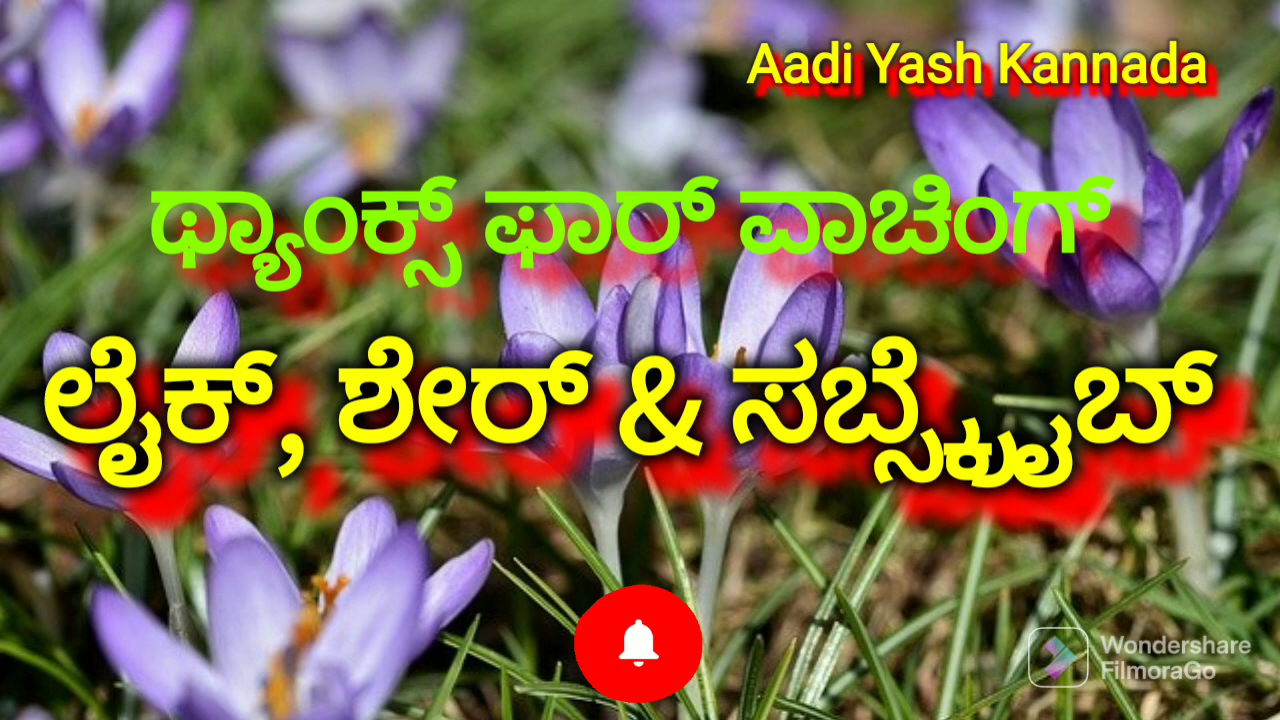 Aadi Yash Kannada
ಥ್ಯಾಂಕ್ಸ್ ಫಾರ್ ವಾಚಿಂಗ್
ಲೈಕ್, ಶೇರ್ & ಸಬ್ಸ್ಕ್ರೈಬ್
Wondershare
FilmoraGo